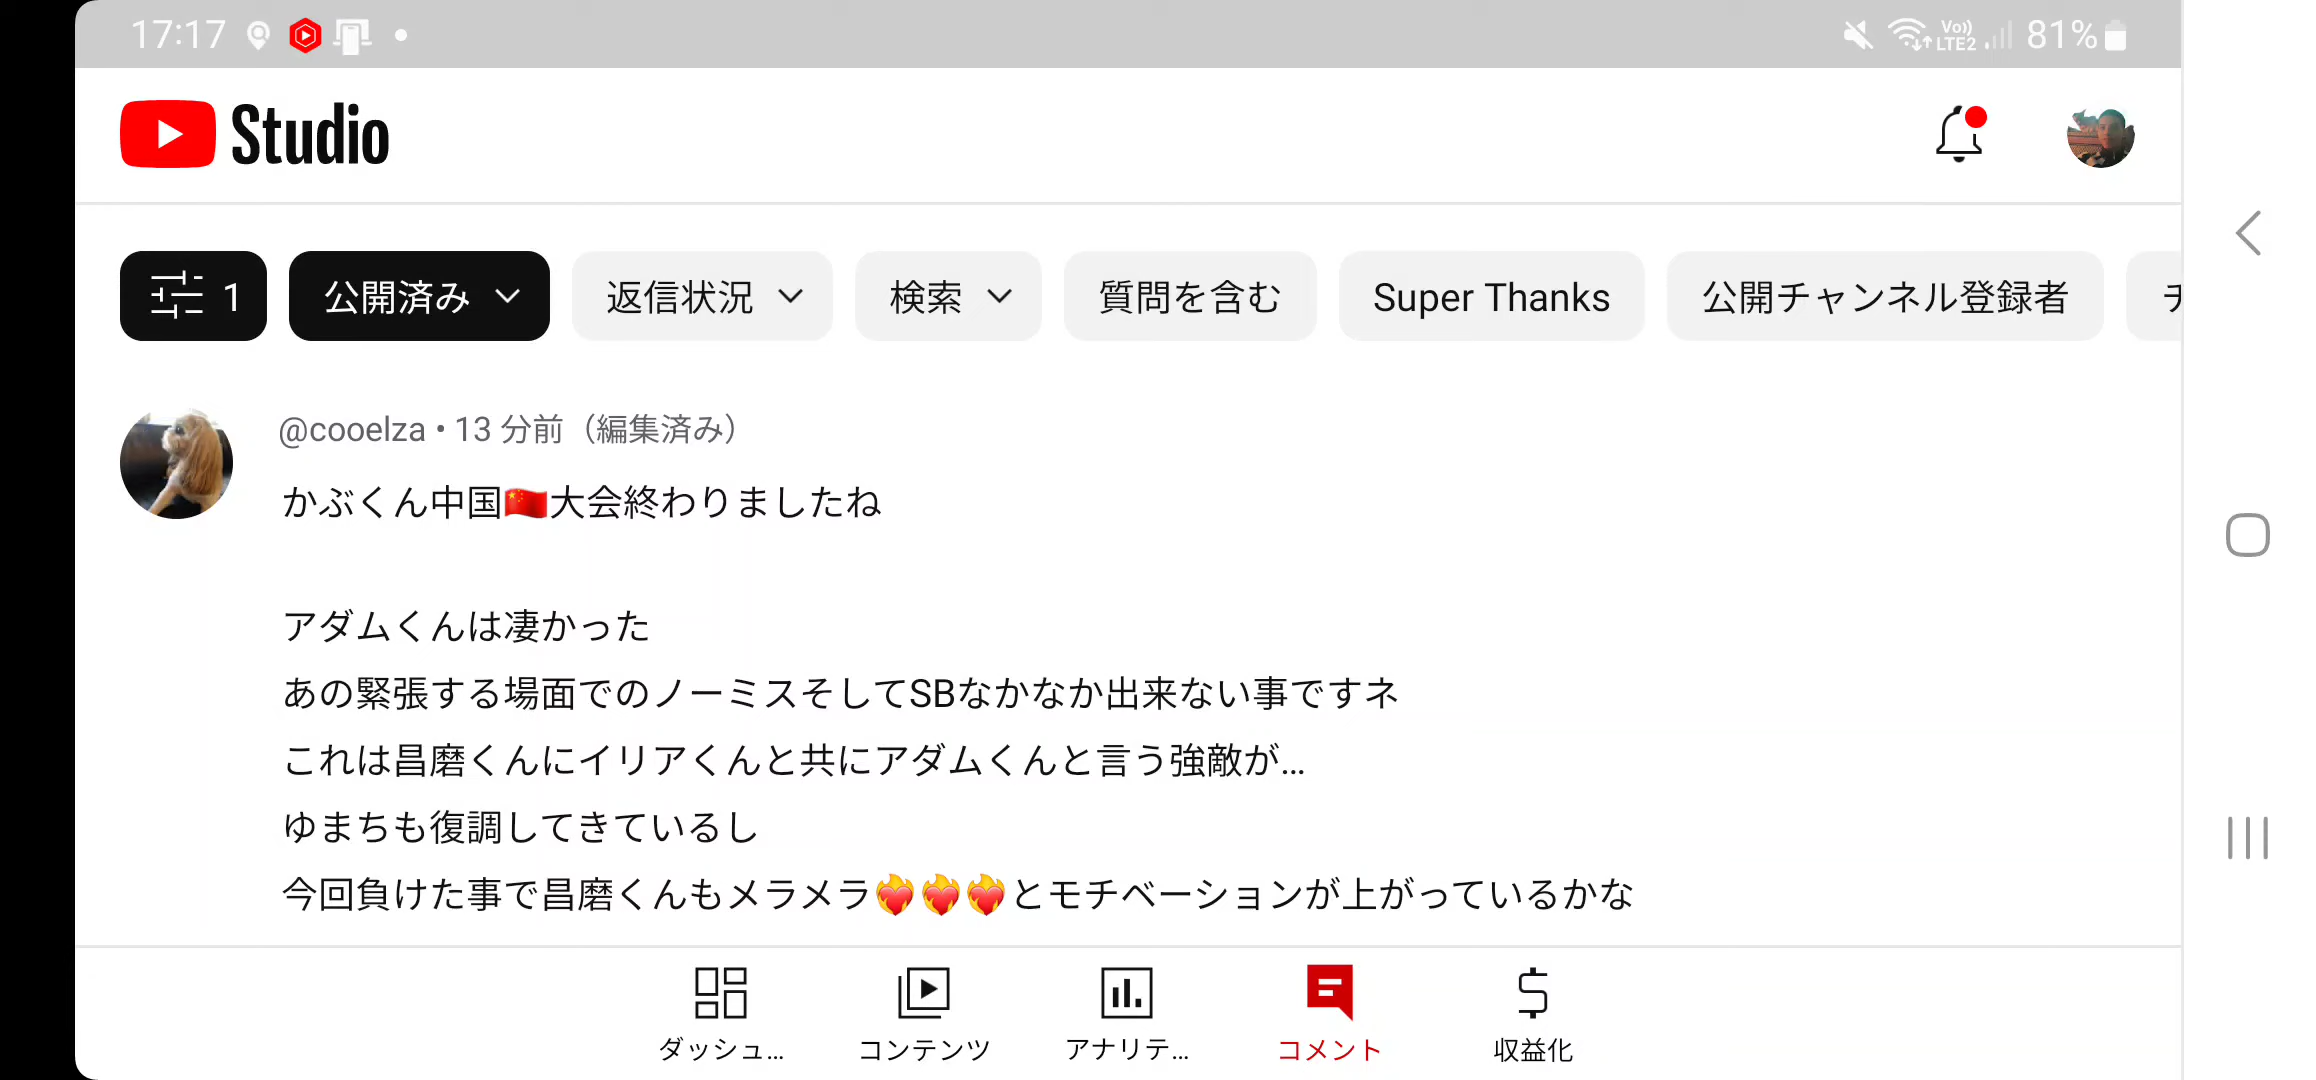 17:17
Vo)) LTE2 81%
Studio
1 公開済み 返信状況 検索 質問を含む Super Thanks 公開チャンネル登録者 チ
@cooelza • 13 分前（編集済み）
かぶくん中国🇨🇳大会終わりましたね
アダムくんは凄かった
あの緊張する場面でのノーミスそしてSBなかなか出来ない事ですネ
これは昌磨くんにイリアくんと共にアダムくんと言う強敵が...
ゆまちも復調してきているし
今回負けた事で昌磨くんもメラメラ❤️‍🔥❤️‍🔥❤️‍🔥とモチベーションが上がっているかな
ダッシュ... コンテンツ アナリテ... コメント 収益化